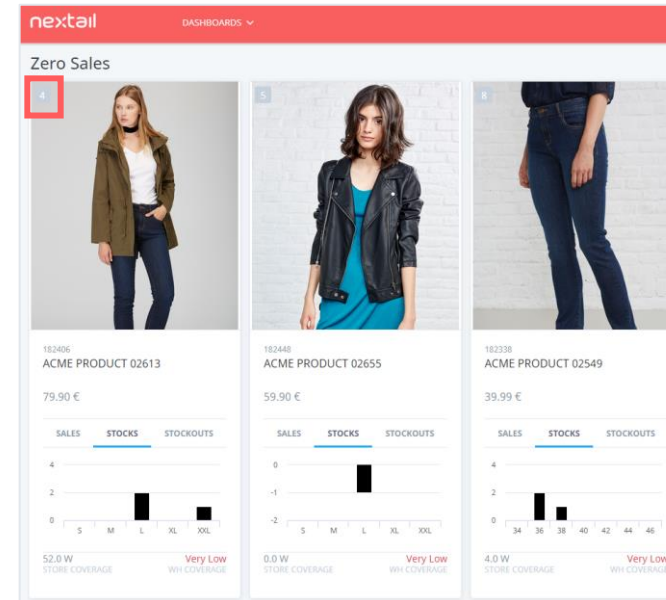 nextail
DASHBOARDS
Zero Sales
4
5
8
182406
ACME PRODUCT 02613
79.90 €
SALES STOCKS STOCKOUTS
4
2
0
S M L XL XXL
52.0 W Very Low
STORE COVERAGE WH COVERAGE
182448
ACME PRODUCT 02655
59.90 €
SALES STOCKS STOCKOUTS
0
-1
-2
S M L XL XXL
0.0 W Very Low
STORE COVERAGE WH COVERAGE
182338
ACME PRODUCT 02549
39.99 €
SALES STOCKS STOCKOUTS
4
2
0
34 36 38 40 42 44 46
4.0 W Very Low
STORE COVERAGE WH COVERAGE